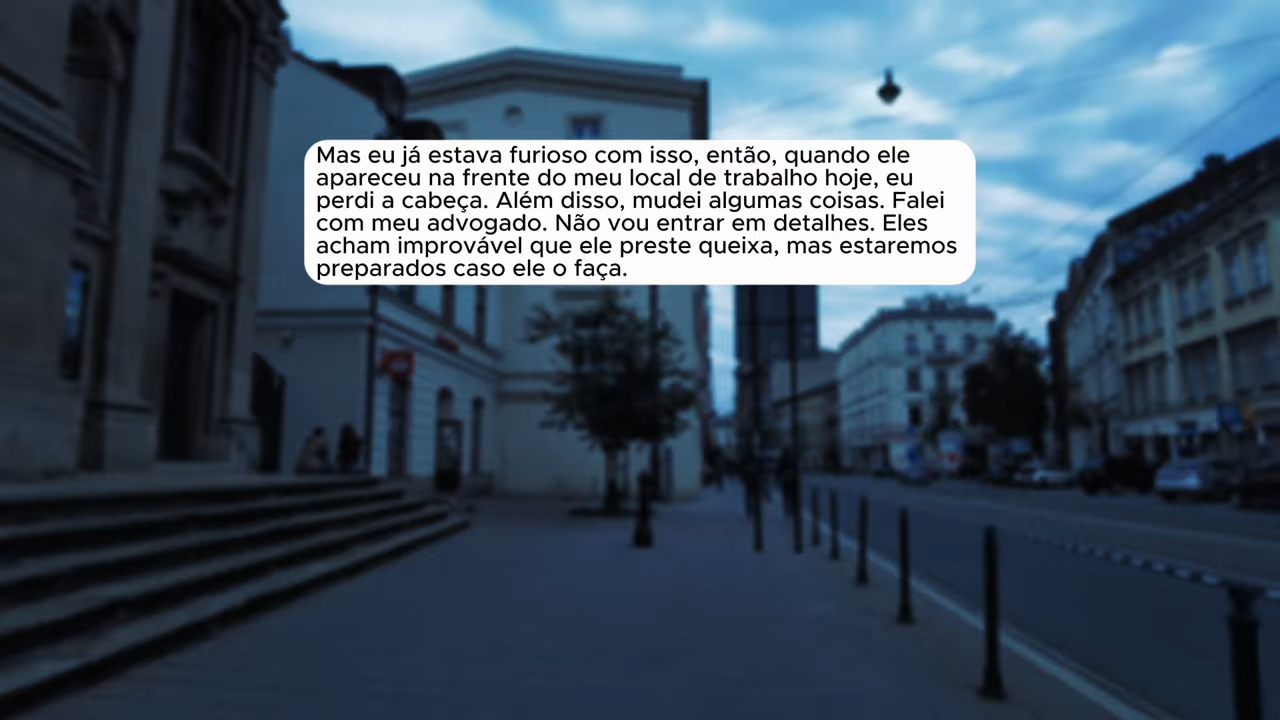 Mas eu já estava furioso com isso, então, quando ele
apareceu na frente do meu local de trabalho hoje, eu
perdi a cabeça. Além disso, mudei algumas coisas. Falei
com meu advogado. Não vou entrar em detalhes. Eles
acham improvável que ele preste queixa, mas estaremos
preparados caso ele o faça.